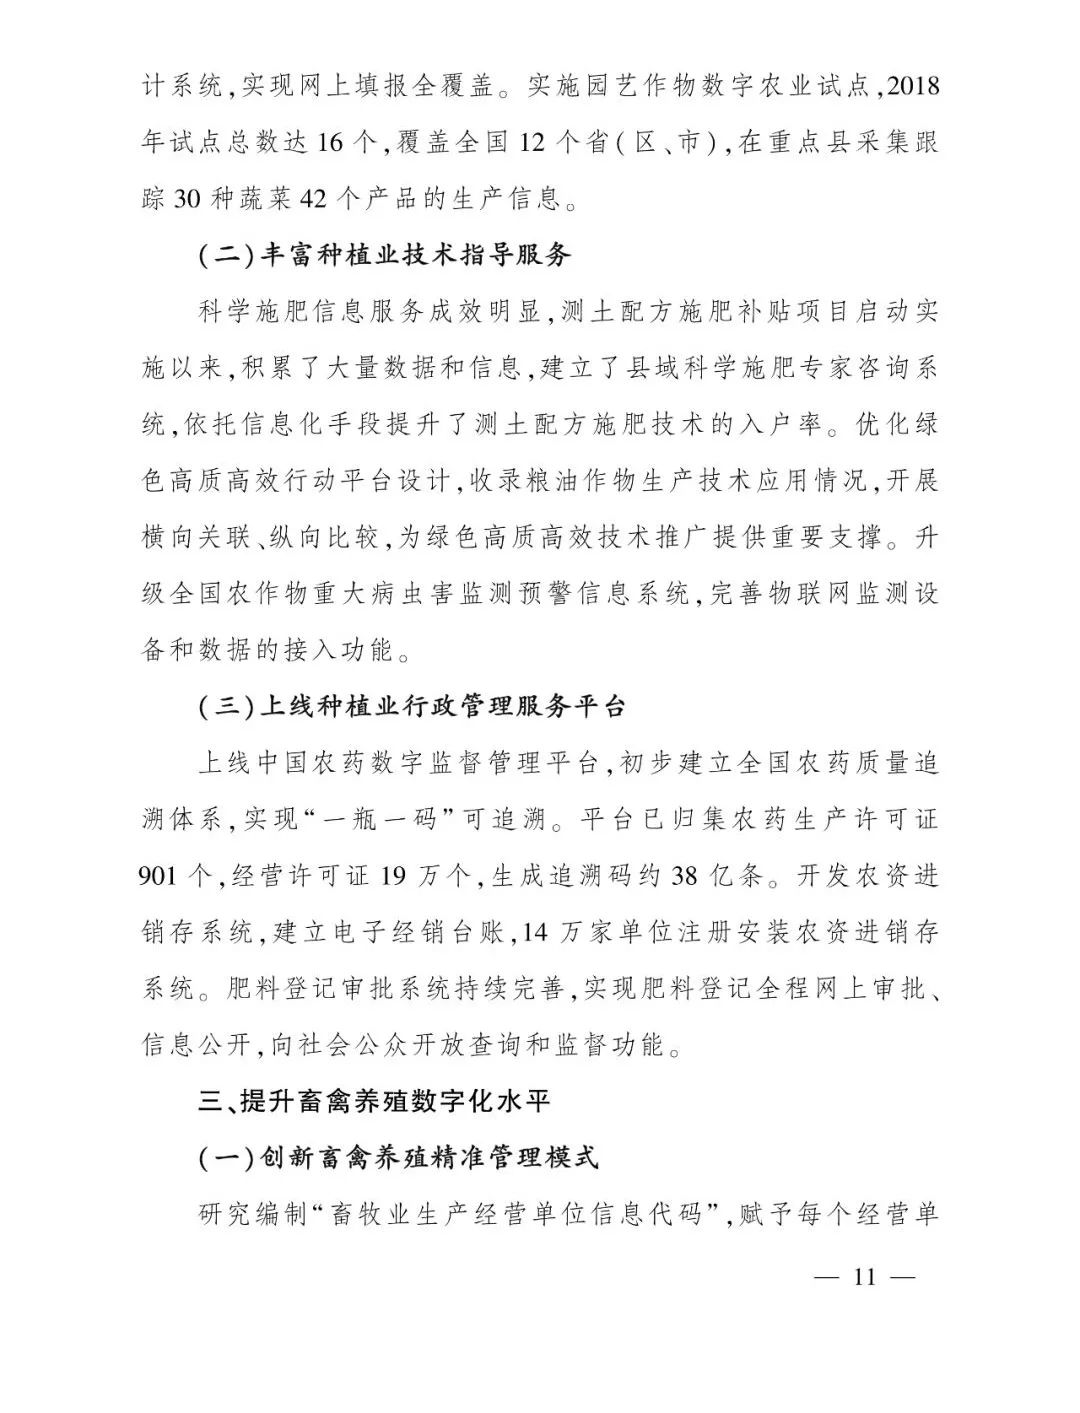 计系统,实现网上填报全覆盖。实施园艺作物数字农业试点,2018
年试点总数达 16 个,覆盖全国 12 个省(区、市),在重点县采集跟
踪 30 种蔬菜 42 个产品的生产信息。
(二)丰富种植业技术指导服务
科学施肥信息服务成效明显,测土配方施肥补贴项目启动实
施以来,积累了大量数据和信息,建立了县域科学施肥专家咨询系
统,依托信息化手段提升了测土配方施肥技术的入户率。优化绿
色高质高效行动平台设计,收录粮油作物生产技术应用情况,开展
横向关联、纵向比较,为绿色高质高效技术推广提供重要支撑。升
级全国农作物重大病虫害监测预警信息系统,完善物联网监测设
备和数据的接入功能。
(三)上线种植业行政管理服务平台
上线中国农药数字监督管理平台,初步建立全国农药质量追
溯体系,实现“一瓶一码”可追溯。平台已归集农药生产许可证
901 个,经营许可证 19 万个,生成追溯码约 38 亿条。开发农资进
销存系统,建立电子经销台账,14 万家单位注册安装农资进销存
系统。肥料登记审批系统持续完善,实现肥料登记全程网上审批、
信息公开,向社会公众开放查询和监督功能。
三、提升畜禽养殖数字化水平
(一)创新畜禽养殖精准管理模式
研究编制“畜牧业生产经营单位信息代码”,赋予每个经营单
— 11 —